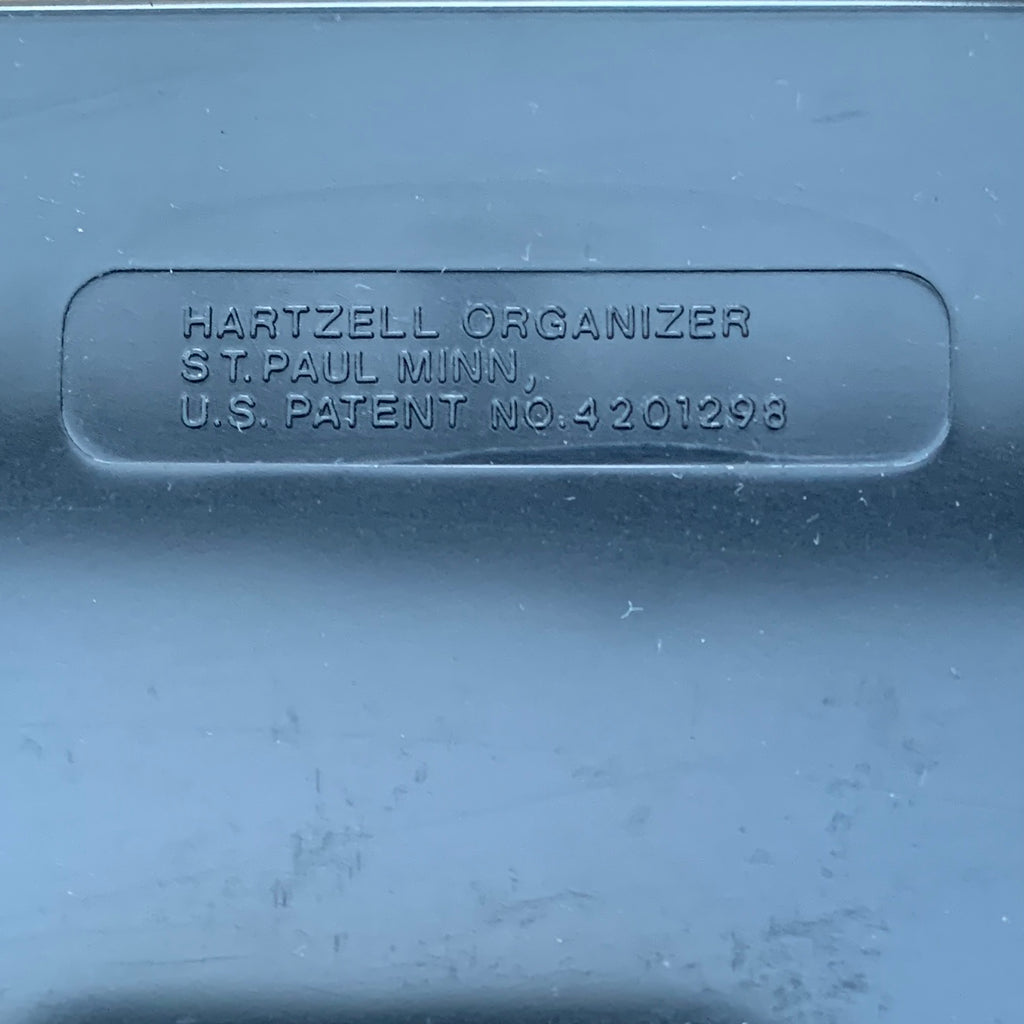 HARTZELL ORGANIZER
ST. PAUL MINN,
U.S. PATENT NO. 4201298